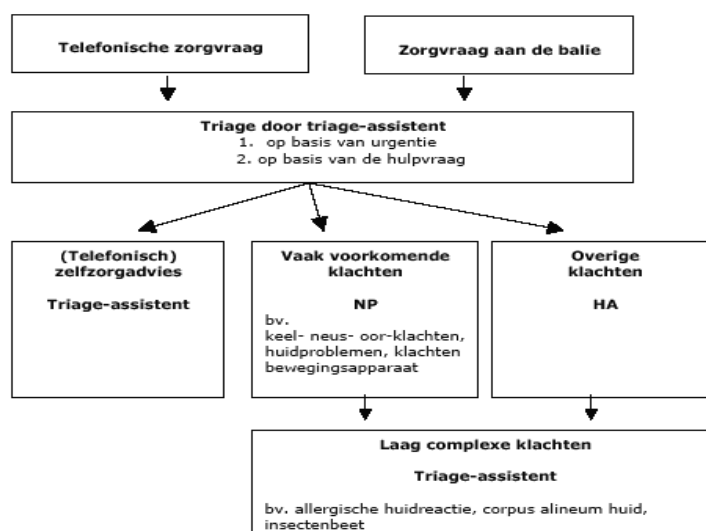 Telefonische zorgvraag
Zorgvraag aan de balie
Triage door triage-assistent
1. op basis van urgentie
2. op basis van de hulpvraag
(Telefonisch)
zelfzorgadvies
Triage-assistent
Vaak voorkomende
klachten
NP
bv.
keel- neus- oor-klachten,
huidproblemen, klachten
bewegingsapparaat
Overige
klachten
HA
Laag complexe klachten
Triage-assistent
bv. allergische huidreactie, corpus alineum huid,
insectenbeet